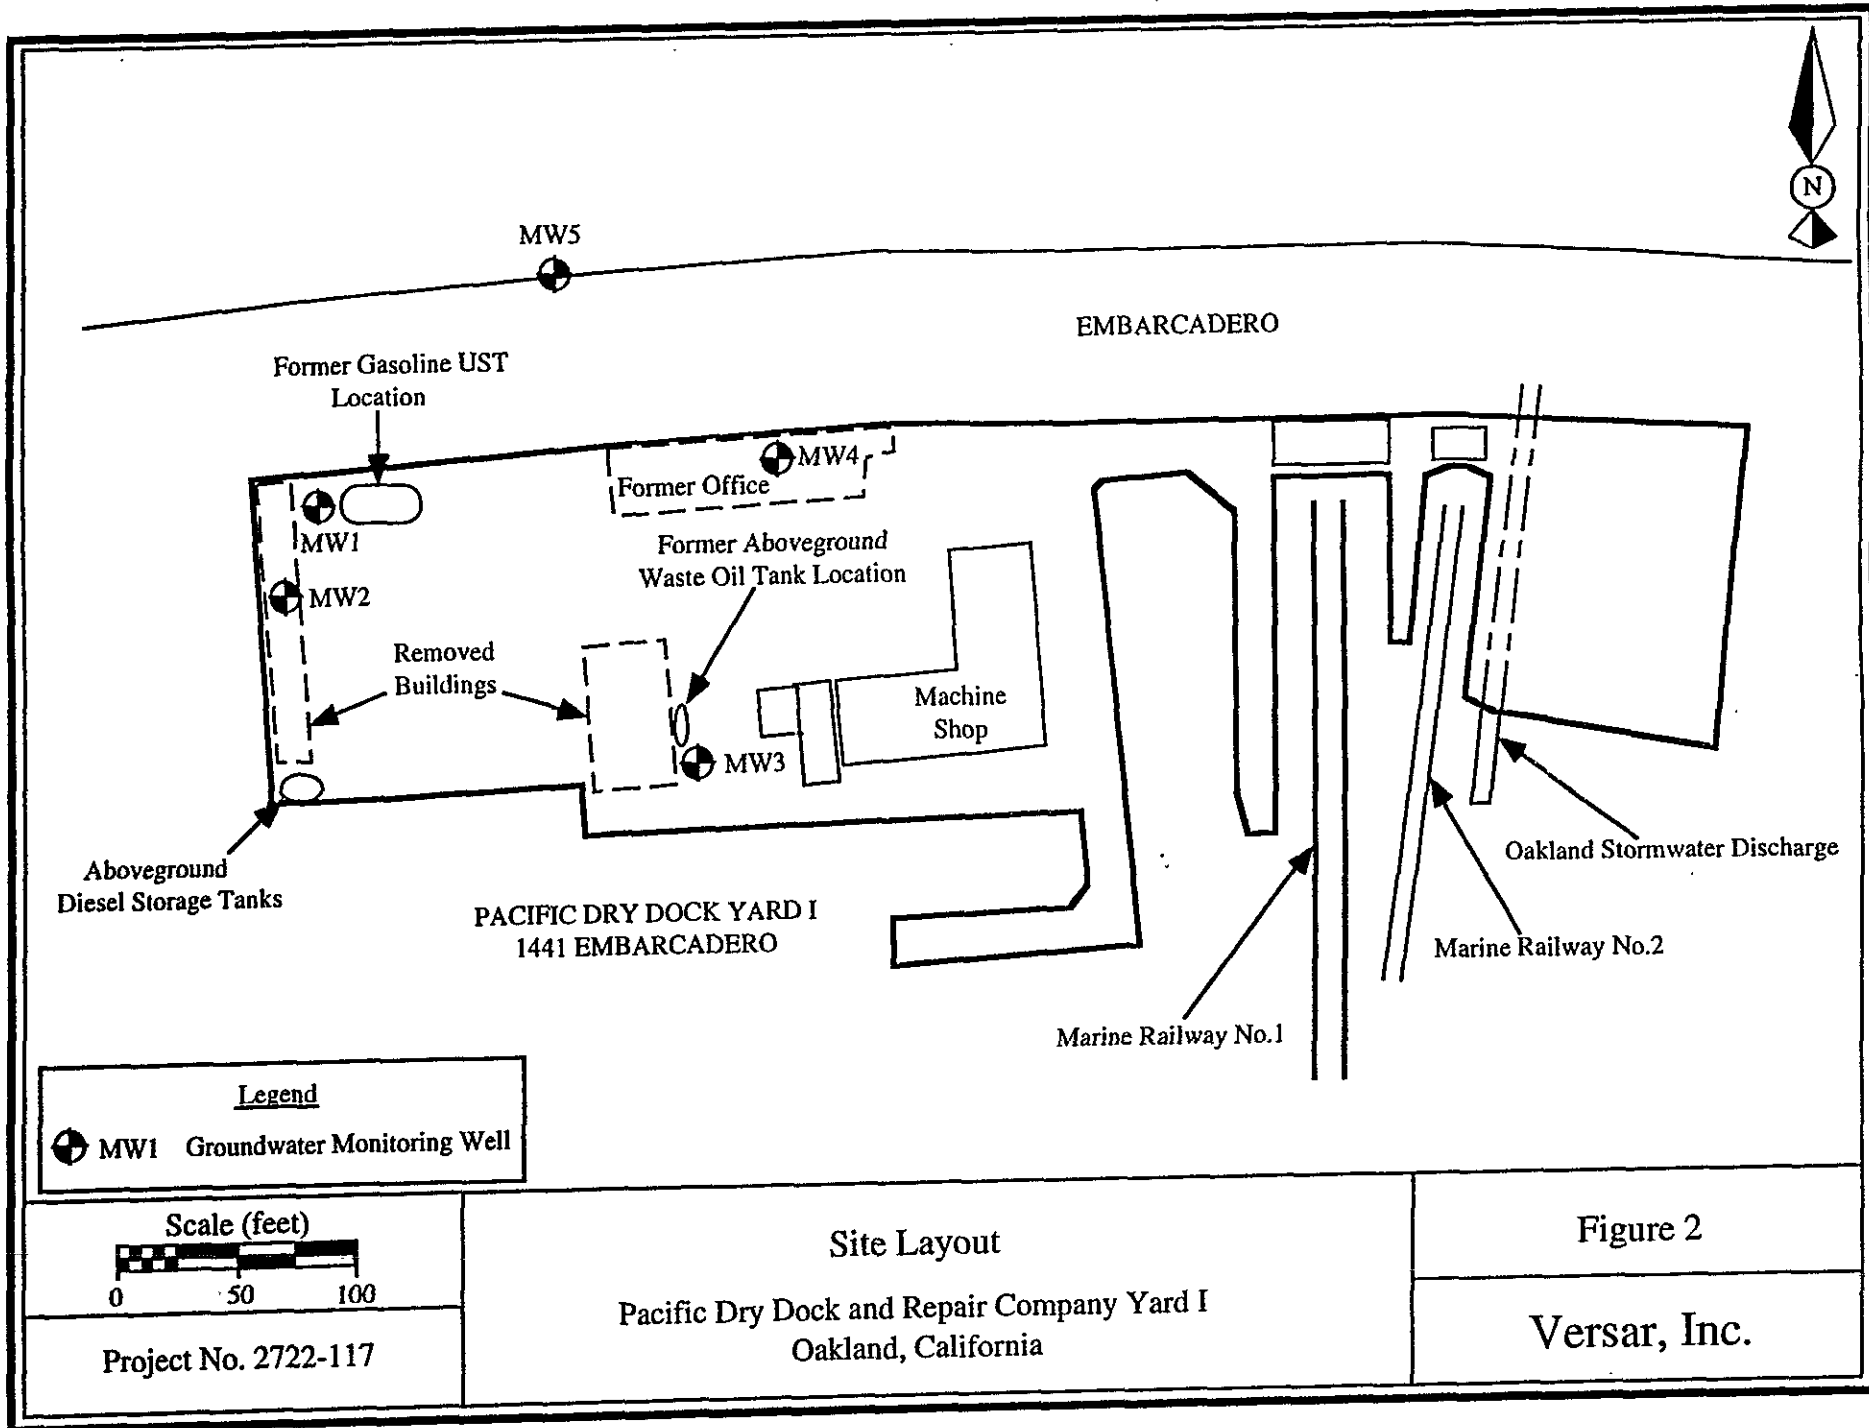 N
MW5
EMBARCADERO
Former Gasoline UST
Location
MW4
Former Office
MW1
Former Aboveground
Waste Oil Tank Location
MW2
Removed
Buildings
Machine
Shop
MW3
Aboveground
Diesel Storage Tanks
Oakland Stormwater Discharge
PACIFIC DRY DOCK YARD I
1441 EMBARCADERO
Marine Railway No.2
Marine Railway No.1
Legend
MW1 Groundwater Monitoring Well
Scale (feet)
0 50 100
Project No. 2722-117
Site Layout
Pacific Dry Dock and Repair Company Yard I
Oakland, California
Figure 2
Versar, Inc.